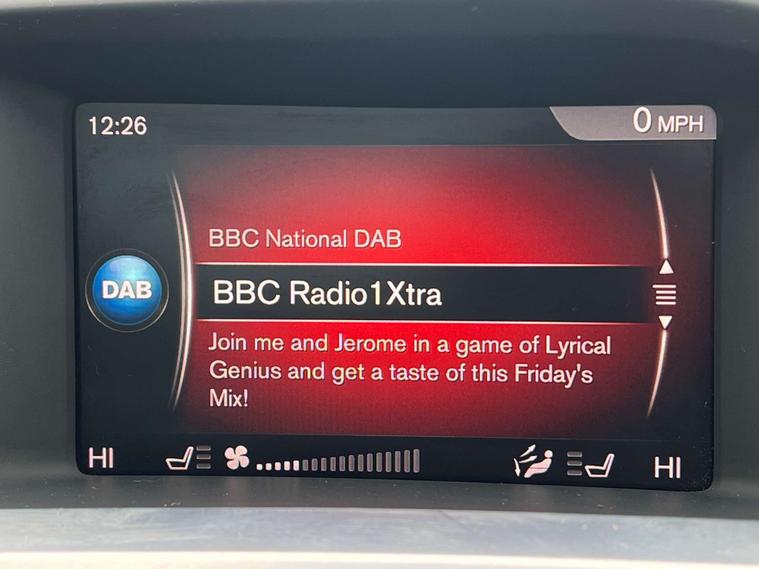 12:26
0 MPH
BBC National DAB
DAB
BBC Radio1Xtra
Join me and Jerome in a game of Lyrical
Genius and get a taste of this Friday's
Mix!
HI
HI